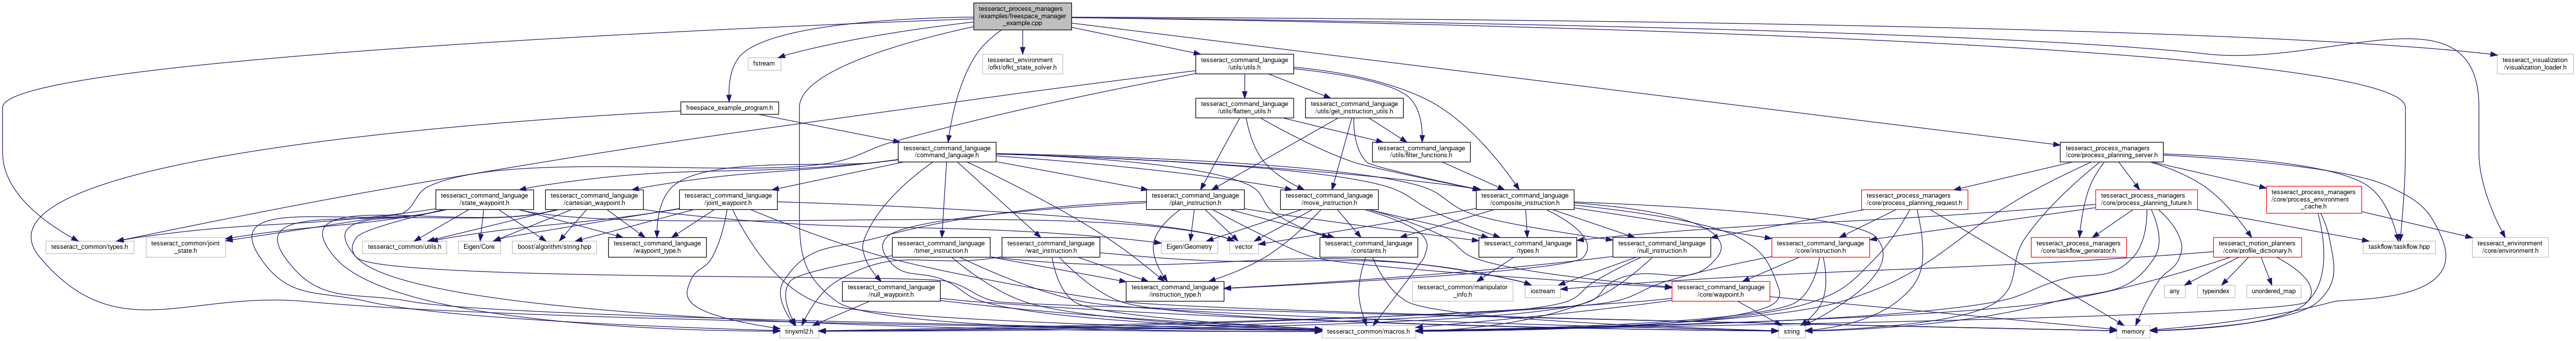 tesseract_process_managers
/examples/freespace_manager
_example.cpp
fstream
tesseract_environment
/ofkt/ofkt_state_solver.h
tesseract_command_language
/utils/utils.h
tesseract_visualization
/visualization_loader.h
freespace_example_program.h
tesseract_command_language
/utils/flatten_utils.h
tesseract_command_language
/utils/get_instruction_utils.h
tesseract_command_language
/command_language.h
tesseract_command_language
/utils/filter_functions.h
tesseract_process_managers
/core/process_planning_server.h
tesseract_command_language
/state_waypoint.h
tesseract_command_language
/cartesian_waypoint.h
tesseract_command_language
/joint_waypoint.h
tesseract_command_language
/plan_instruction.h
tesseract_command_language
/move_instruction.h
tesseract_command_language
/composite_instruction.h
tesseract_process_managers
/core/process_planning_request.h
tesseract_process_managers
/core/process_planning_future.h
tesseract_process_managers
/core/process_environment
_cache.h
tesseract_common/types.h
tesseract_common/joint
_state.h
tesseract_common/utils.h
Eigen/Core
boost/algorithm/string.hpp
tesseract_command_language
/waypoint_type.h
tesseract_command_language
/timer_instruction.h
tesseract_command_language
/wait_instruction.h
Eigen/Geometry
vector
tesseract_command_language
/constants.h
tesseract_command_language
/types.h
tesseract_command_language
/null_instruction.h
tesseract_command_language
/core/instruction.h
tesseract_process_managers
/core/taskflow_generator.h
tesseract_motion_planners
/core/profile_dictionary.h
taskflow/taskflow.hpp
tesseract_environment
/core/environment.h
tesseract_command_language
/null_waypoint.h
tesseract_command_language
/instruction_type.h
tesseract_common/manipulator
_info.h
iostream
tesseract_command_language
/core/waypoint.h
any
typeindex
unordered_map
tinyxml2.h
tesseract_common/macros.h
string
memory